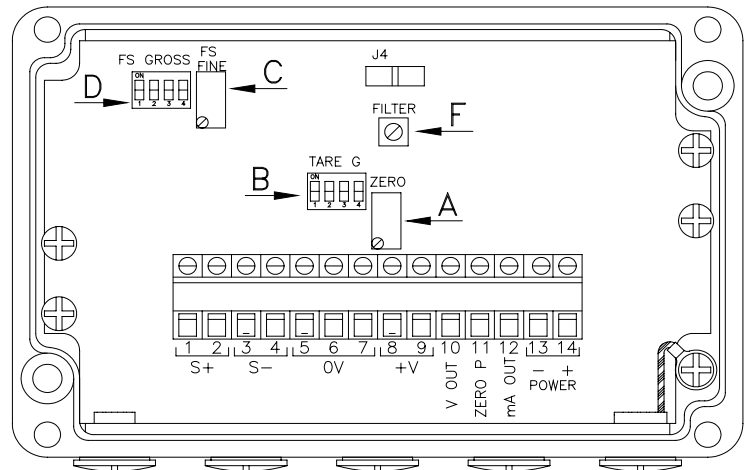 J4
FS GROSS
FS
FINE
ON
1 2 3 4
D
C
FILTER
F
TARE G
ON
1 2 3 4
B
ZERO
A
1 2 3 4 5 6 7 8 9 10 11 12 13 14
S+ S- 0V +V
V OUT
ZERO P
mA OUT
- +
POWER